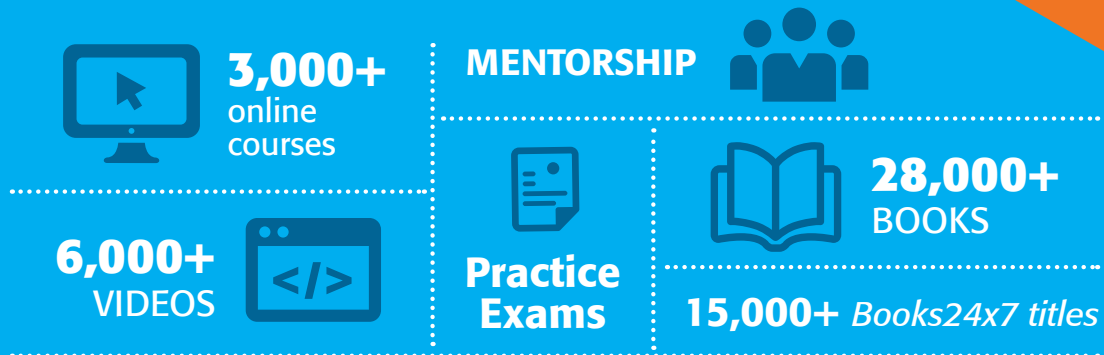 3,000+
online
courses
6,000+
VIDEOS
</>
MENTORSHIP
Practice
Exams
28,000+
BOOKS
15,000+ Books24x7 titles